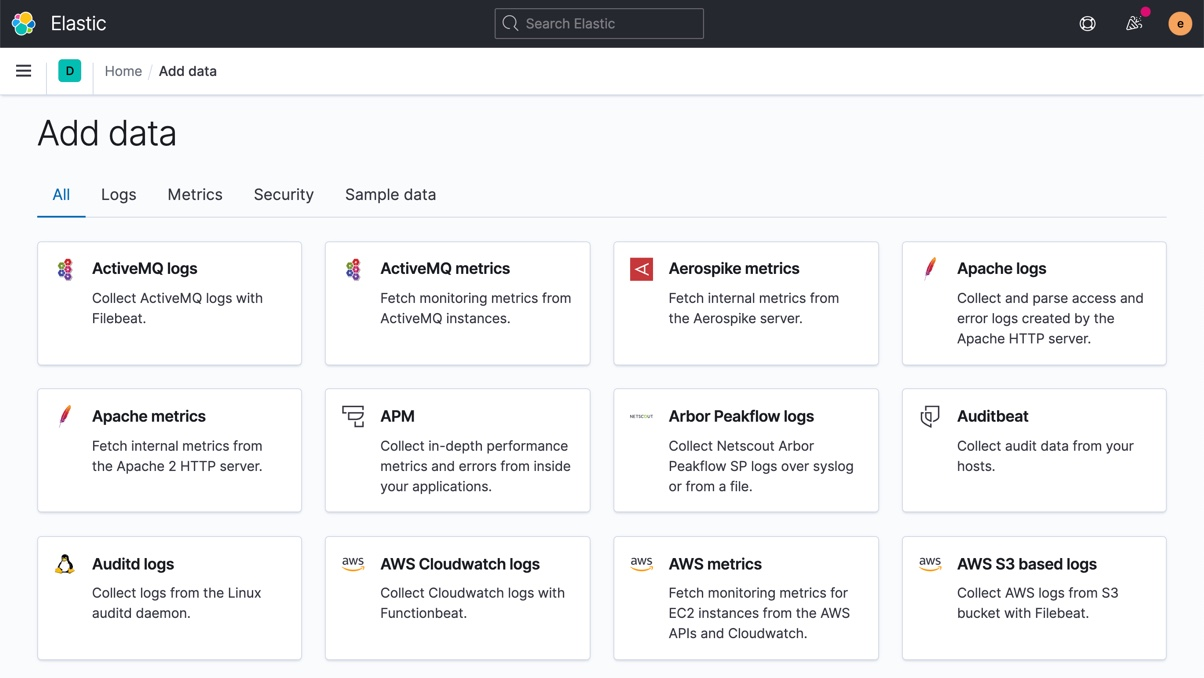 Elastic
Search Elastic
e
D
Home / Add data
Add data
All Logs Metrics Security Sample data
ActiveMQ logs
Collect ActiveMQ logs with
Filebeat.
ActiveMQ metrics
Fetch monitoring metrics from
ActiveMQ instances.
Aerospike metrics
Fetch internal metrics from
the Aerospike server.
Apache logs
Collect and parse access and
error logs created by the
Apache HTTP server.
Apache metrics
Fetch internal metrics from
the Apache 2 HTTP server.
APM
Collect in-depth performance
metrics and errors from inside
your applications.
NETSCOUT
Arbor Peakflow logs
Collect Netscout Arbor
Peakflow SP logs over syslog
or from a file.
Auditbeat
Collect audit data from your
hosts.
Auditd logs
Collect logs from the Linux
auditd daemon.
aws
AWS Cloudwatch logs
Collect Cloudwatch logs with
Functionbeat.
aws
AWS metrics
Fetch monitoring metrics for
EC2 instances from the AWS
APIs and Cloudwatch.
aws
AWS S3 based logs
Collect AWS logs from S3
bucket with Filebeat.